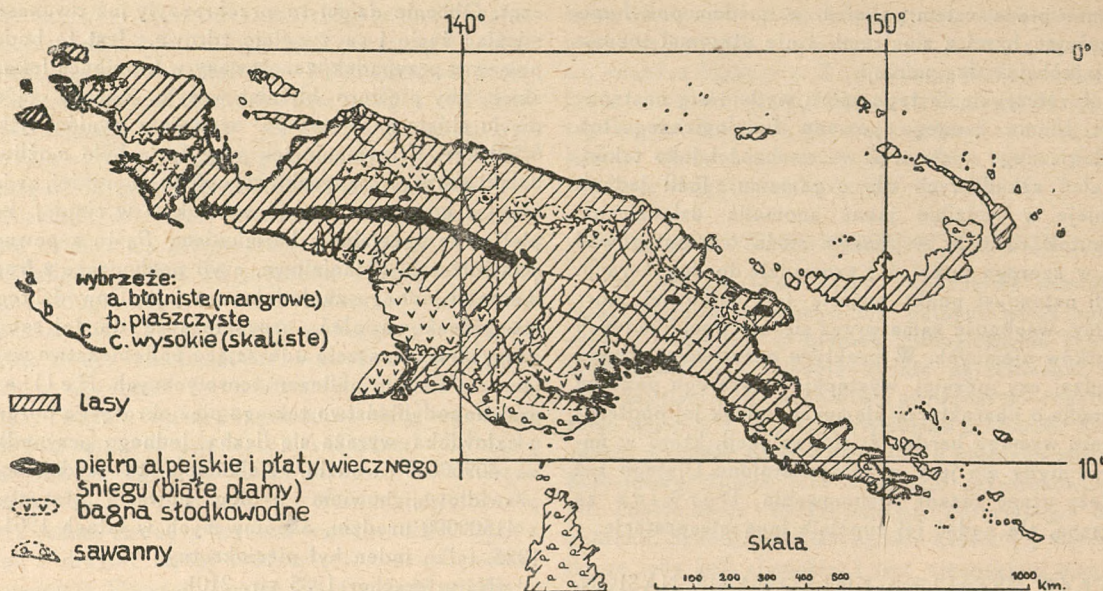 140° 150° 0°
wybrzeże:
a
a. błotniste (mangrowe)
b
b. piaszczyste
c
c. wysokie (skaliste)
lasy
piętro alpejskie i płaty wiecznego
śniegu (białe plamy)
10°
bagna słodkowodne
sawanny
Skala
100 200 300 400 500 1000 km.